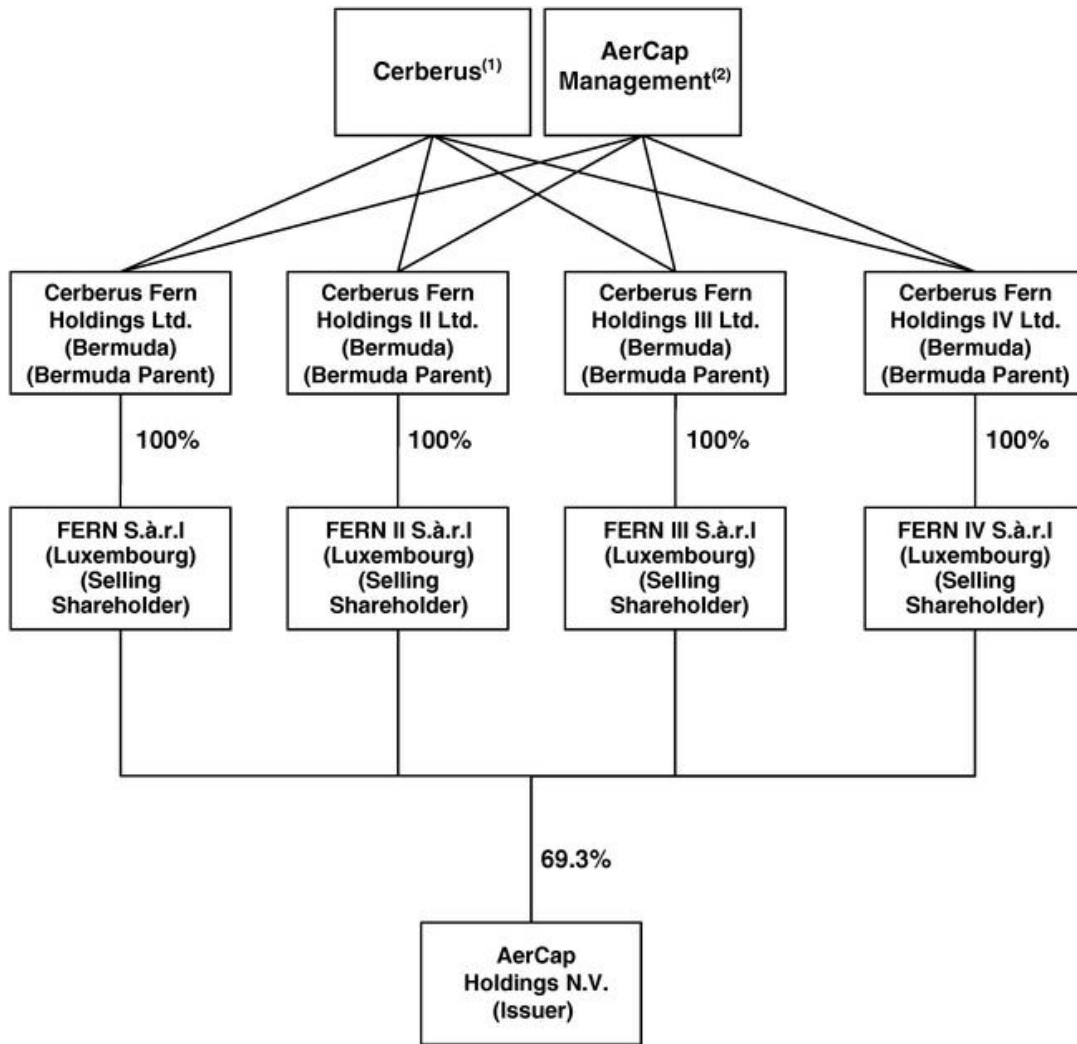 Cerberus(1)
AerCap
Management(2)
Cerberus Fern
Holdings Ltd.
(Bermuda)
(Bermuda Parent)
Cerberus Fern
Holdings II Ltd.
(Bermuda)
(Bermuda Parent)
Cerberus Fern
Holdings III Ltd.
(Bermuda)
(Bermuda Parent)
Cerberus Fern
Holdings IV Ltd.
(Bermuda)
(Bermuda Parent)
100%
100%
100%
100%
FERN S.à.r.l
(Luxembourg)
(Selling
Shareholder)
FERN II S.à.r.l
(Luxembourg)
(Selling
Shareholder)
FERN III S.à.r.l
(Luxembourg)
(Selling
Shareholder)
FERN IV S.à.r.l
(Luxembourg)
(Selling
Shareholder)
69.3%
AerCap
Holdings N.V.
(Issuer)